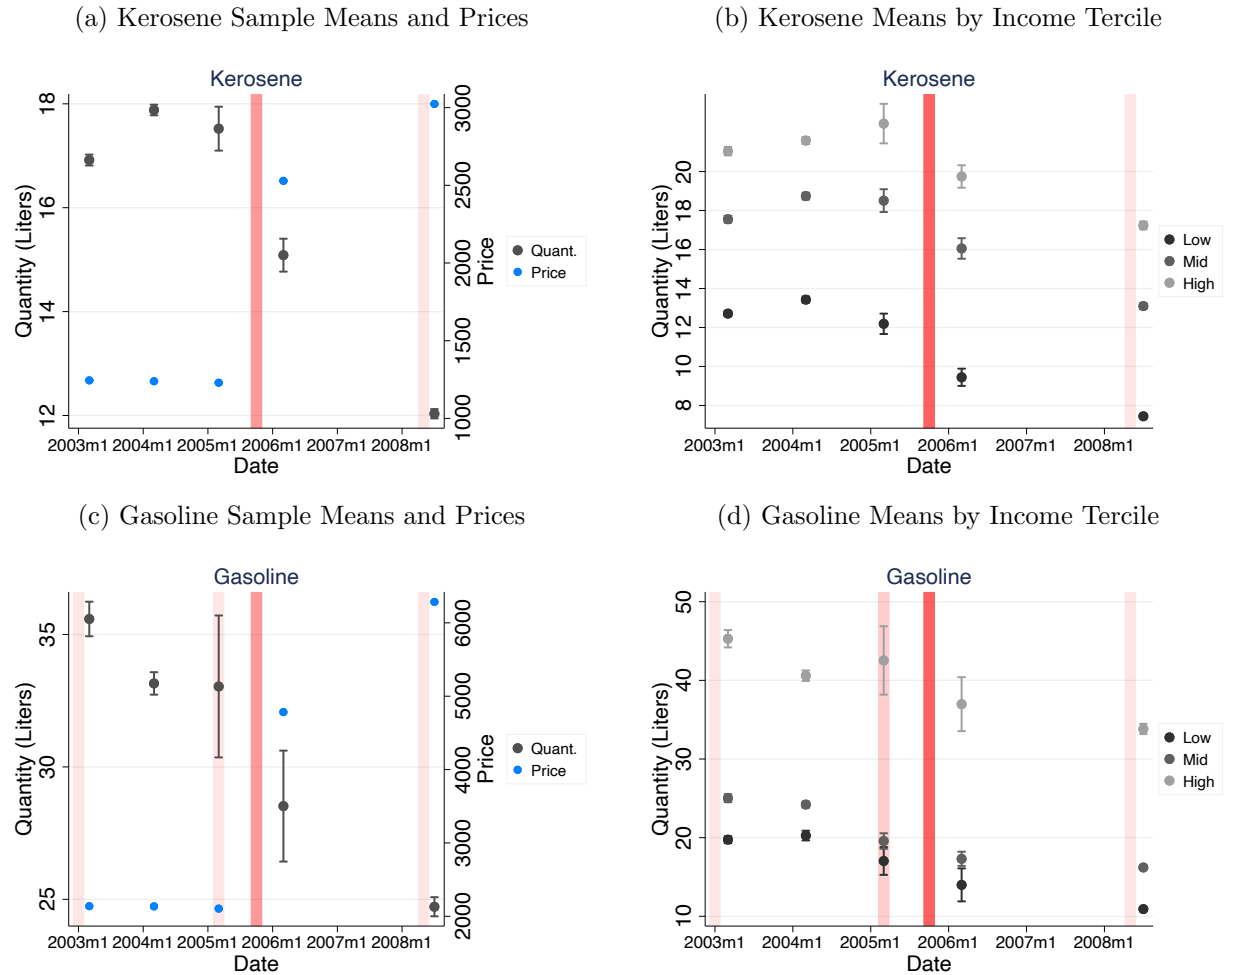 (a) Kerosene Sample Means and Prices
Kerosene
18
16
14
12
Quantity (Liters)
3000
2500
2000
1500
1000
Price
Quant.
Price
2003m1 2004m1 2005m1 2006m1 2007m1 2008m1
Date
(b) Kerosene Means by Income Tercile
Kerosene
20
18
16
14
12
10
8
Quantity (Liters)
Low
Mid
High
2003m1 2004m1 2005m1 2006m1 2007m1 2008m1
Date
(c) Gasoline Sample Means and Prices
Gasoline
35
30
25
Quantity (Liters)
6000
5000
4000
3000
2000
Price
Quant.
Price
2003m1 2004m1 2005m1 2006m1 2007m1 2008m1
Date
(d) Gasoline Means by Income Tercile
Gasoline
50
40
30
20
10
Quantity (Liters)
Low
Mid
High
2003m1 2004m1 2005m1 2006m1 2007m1 2008m1
Date